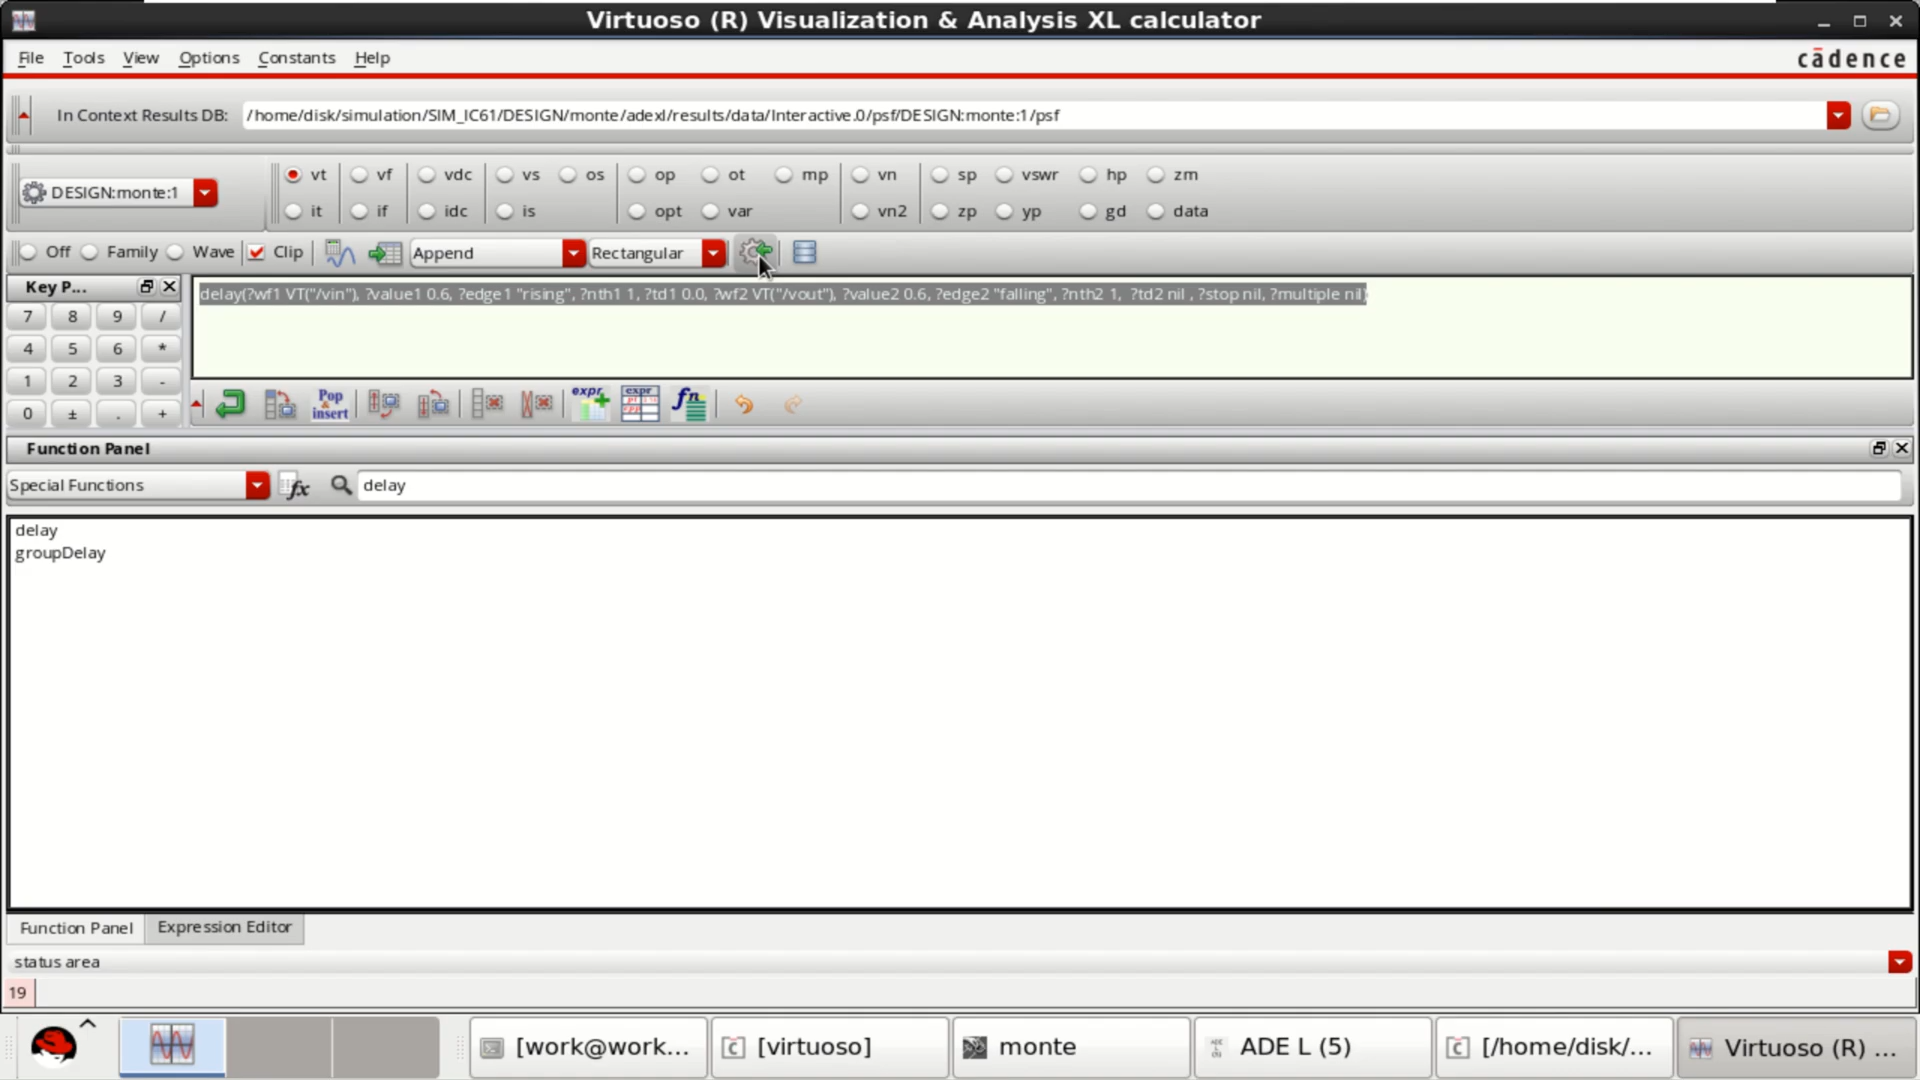 Virtuoso (R) Visualization & Analysis XL calculator
File Tools View Options Constants Help
cādence
In Context Results DB: /home/disk/simulation/SIM_IC61/DESIGN/monte/adexl/results/data/Interactive.0/psf/DESIGN:monte:1/psf
DESIGN:monte:1
vt vf vdc vs os op ot mp vn sp vswr hp zm
it if idc is opt var vn2 zp yp gd data
Off Family Wave Clip Append Rectangular
Key P...
delay(?wf1 VT("/vin"), ?value1 0.6, ?edge1 "rising", ?nth1 1, ?td1 0.0, ?wf2 VT("/vout"), ?value2 0.6, ?edge2 "falling", ?nth2 1,  ?td2 nil , ?stop nil, ?multiple nil)
7 8 9 /
4 5 6 *
1 2 3 -
0 ± . +
Pop insert
expr
expr
fn
Function Panel
Special Functions fx delay
delay
groupDelay
Function Panel Expression Editor
status area
19
[work@work... [virtuoso] monte ADE L (5) [/home/disk/... Virtuoso (R) ...